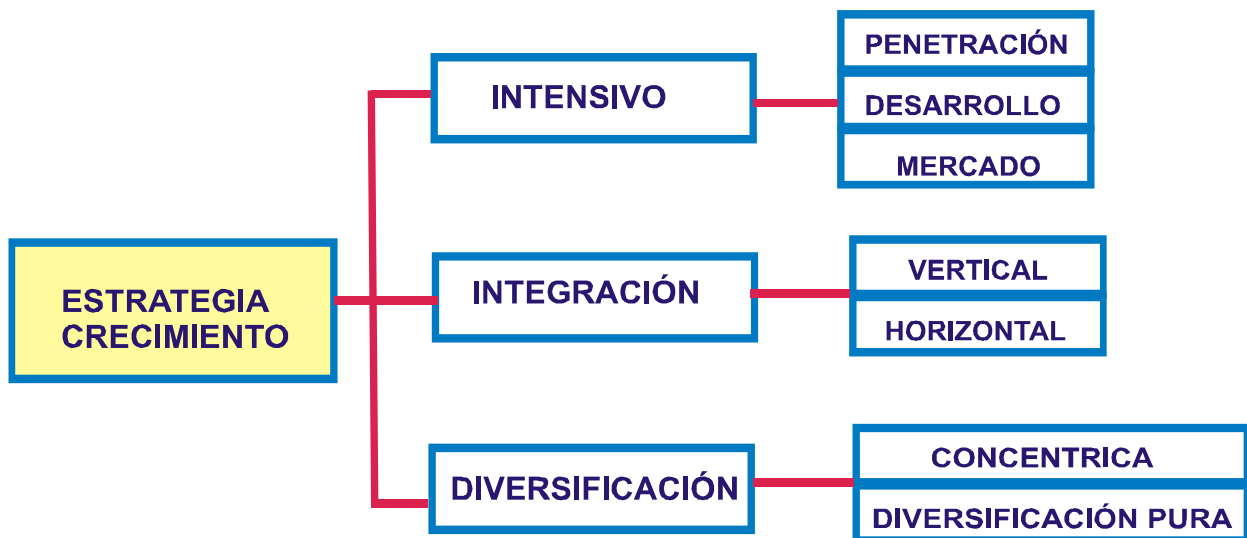 ESTRATEGIA
CRECIMIENTO
INTENSIVO
PENETRACIÓN
DESARROLLO
MERCADO
INTEGRACIÓN
VERTICAL
HORIZONTAL
DIVERSIFICACIÓN
CONCENTRICA
DIVERSIFICACIÓN PURA